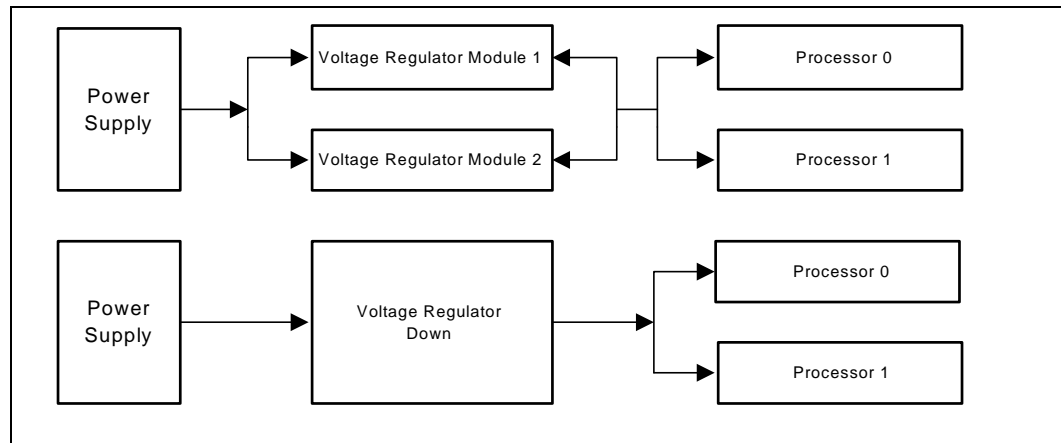 Power
Supply
Voltage Regulator Module 1
Voltage Regulator Module 2
Processor 0
Processor 1
Power
Supply
Voltage Regulator
Down
Processor 0
Processor 1